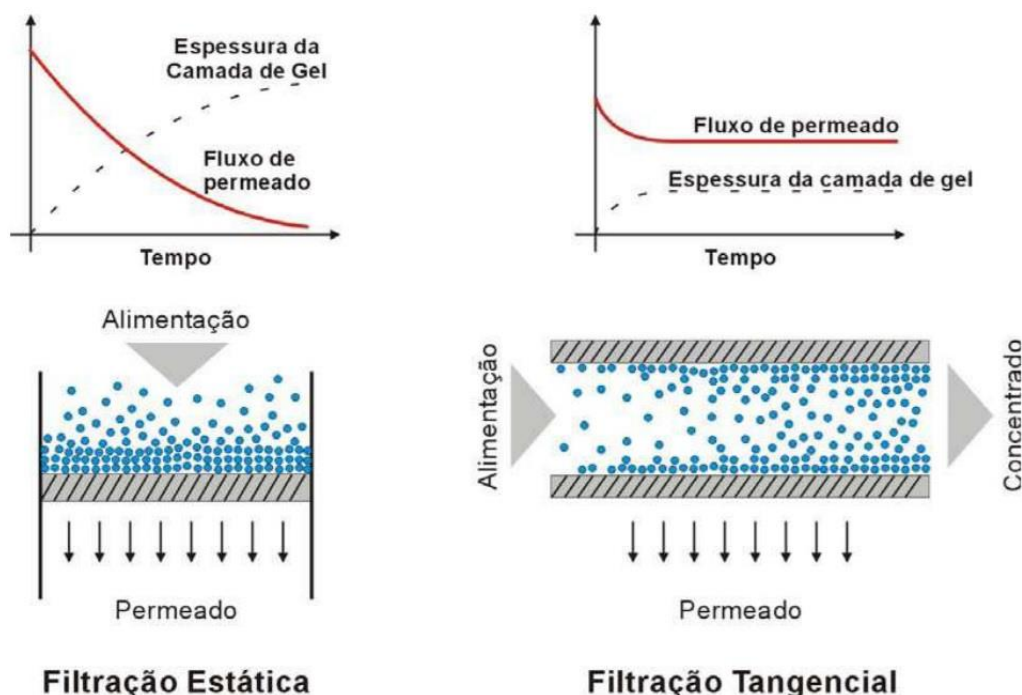 Espessura da
Camada de Gel
Fluxo de
permeado
Tempo
Fluxo de permeado
Espessura da camada de gel
Tempo
Alimentação
Permeado
Filtração Estática
Alimentação
Concentrado
Permeado
Filtração Tangencial